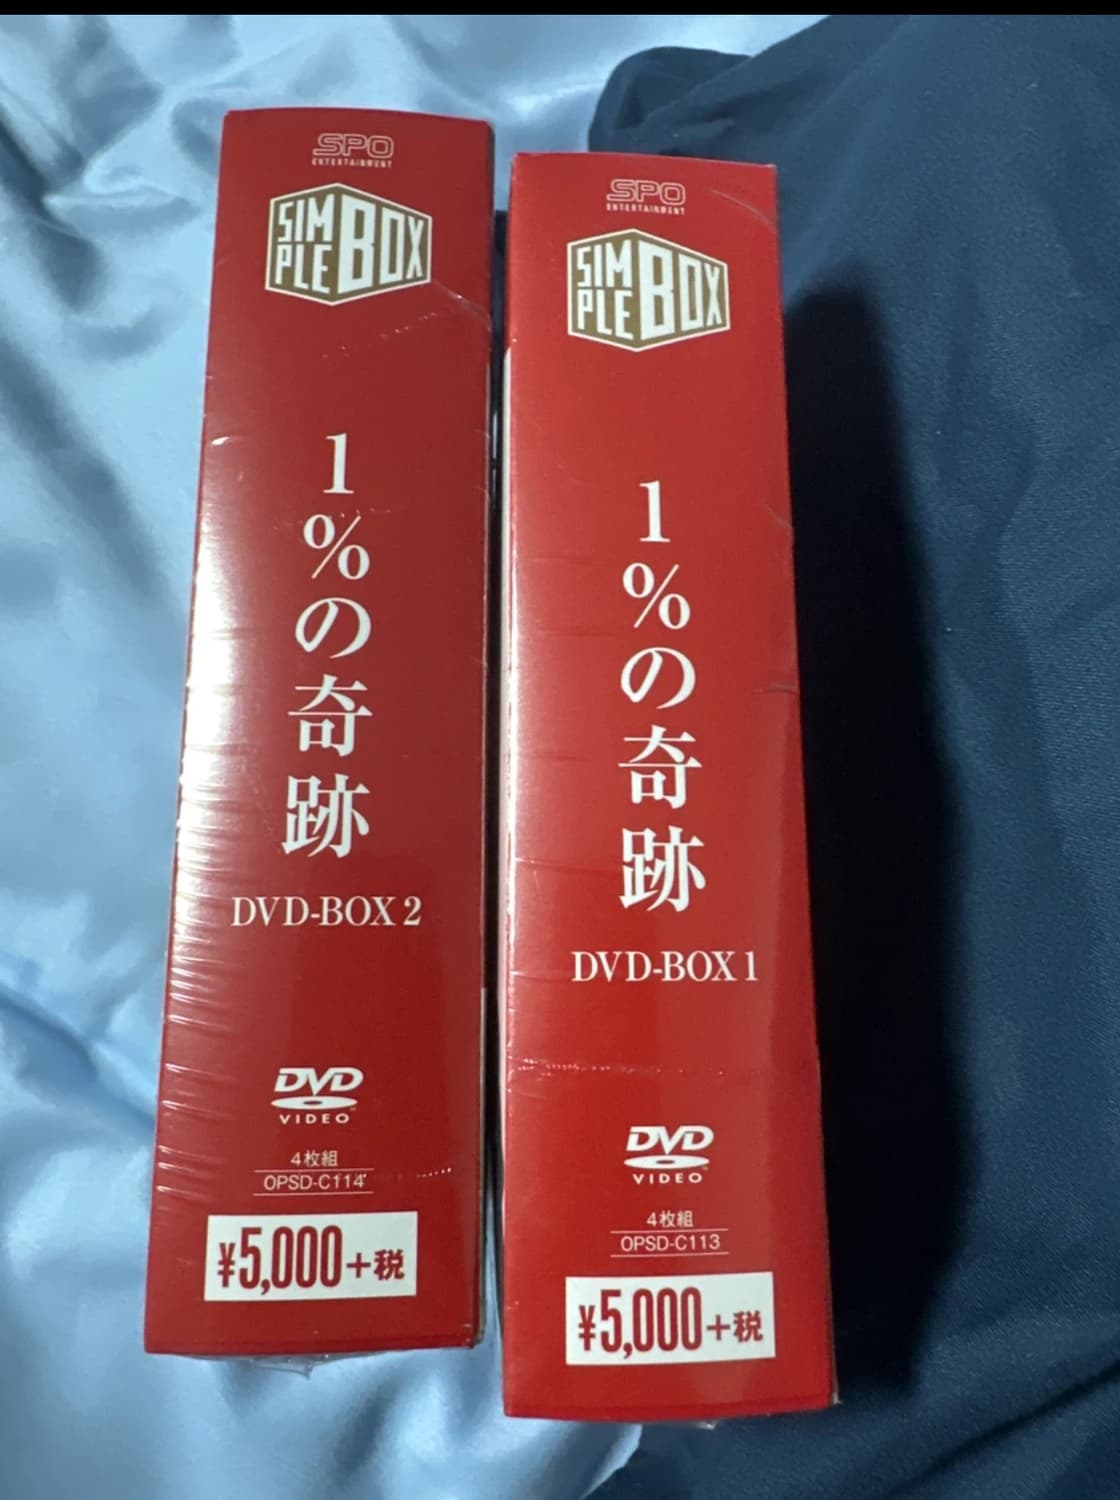 SPO
ENTERTAINMENT
SIMPLE BOX
1%の奇跡
DVD-BOX 2
DVD
VIDEO
4枚組
OPSD-C114
¥5,000+税
SPO
ENTERTAINMENT
SIMPLE BOX
1%の奇跡
DVD-BOX 1
DVD
VIDEO
4枚組
OPSD-C113
¥5,000+税